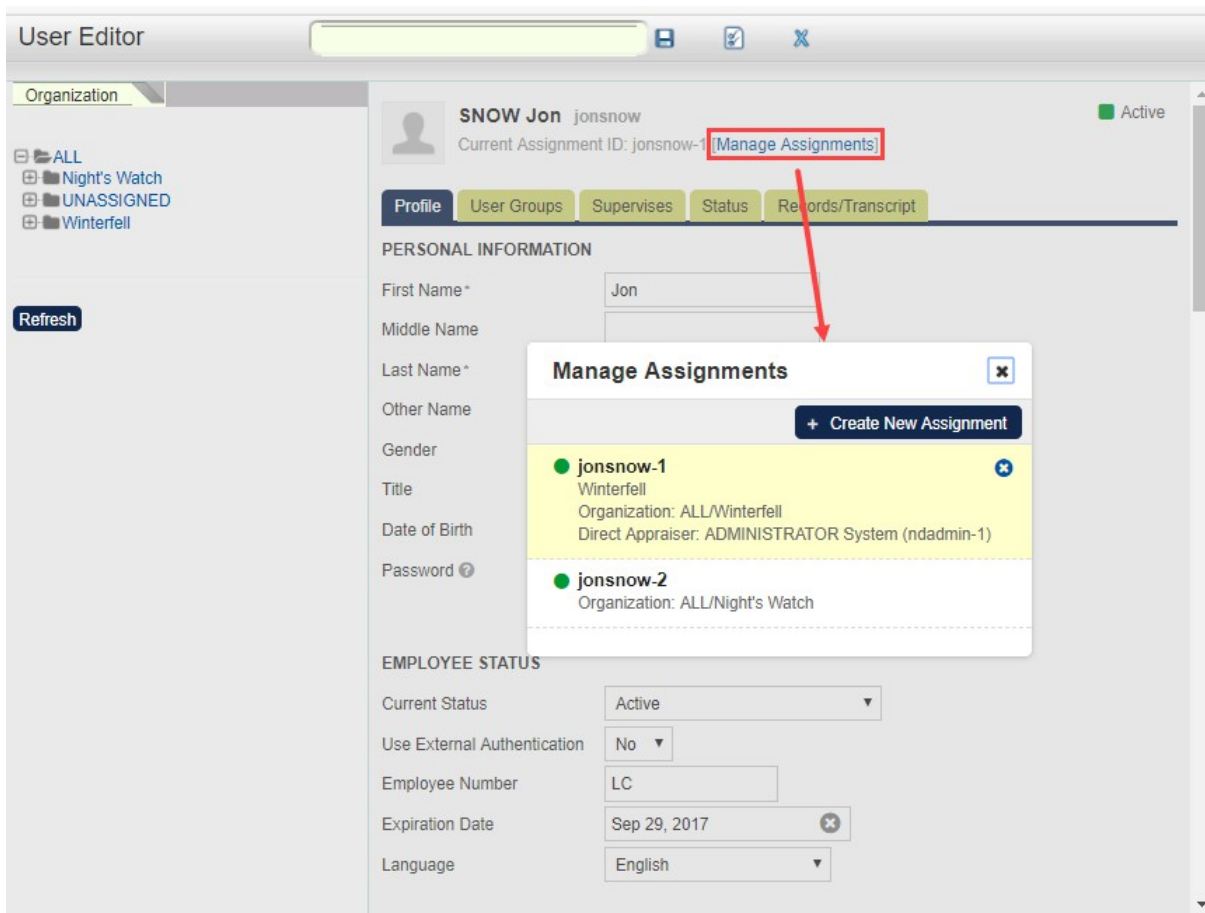 User Editor
Organization
ALL
Night's Watch
UNASSIGNED
Winterfell
Refresh
SNOW Jon jonsnow
Active
Current Assignment ID: jonsnow-1 [Manage Assignments]
Profile User Groups Supervises Status Records/Transcript
PERSONAL INFORMATION
First Name* Jon
Middle Name
Last Name*
Other Name
Gender
Title
Date of Birth
Password
Manage Assignments
+ Create New Assignment
jonsnow-1
Winterfell
Organization: ALL/Winterfell
Direct Appraiser: ADMINISTRATOR System (ndadmin-1)
jonsnow-2
Organization: ALL/Night's Watch
EMPLOYEE STATUS
Current Status Active
Use External Authentication No
Employee Number LC
Expiration Date Sep 29, 2017
Language English